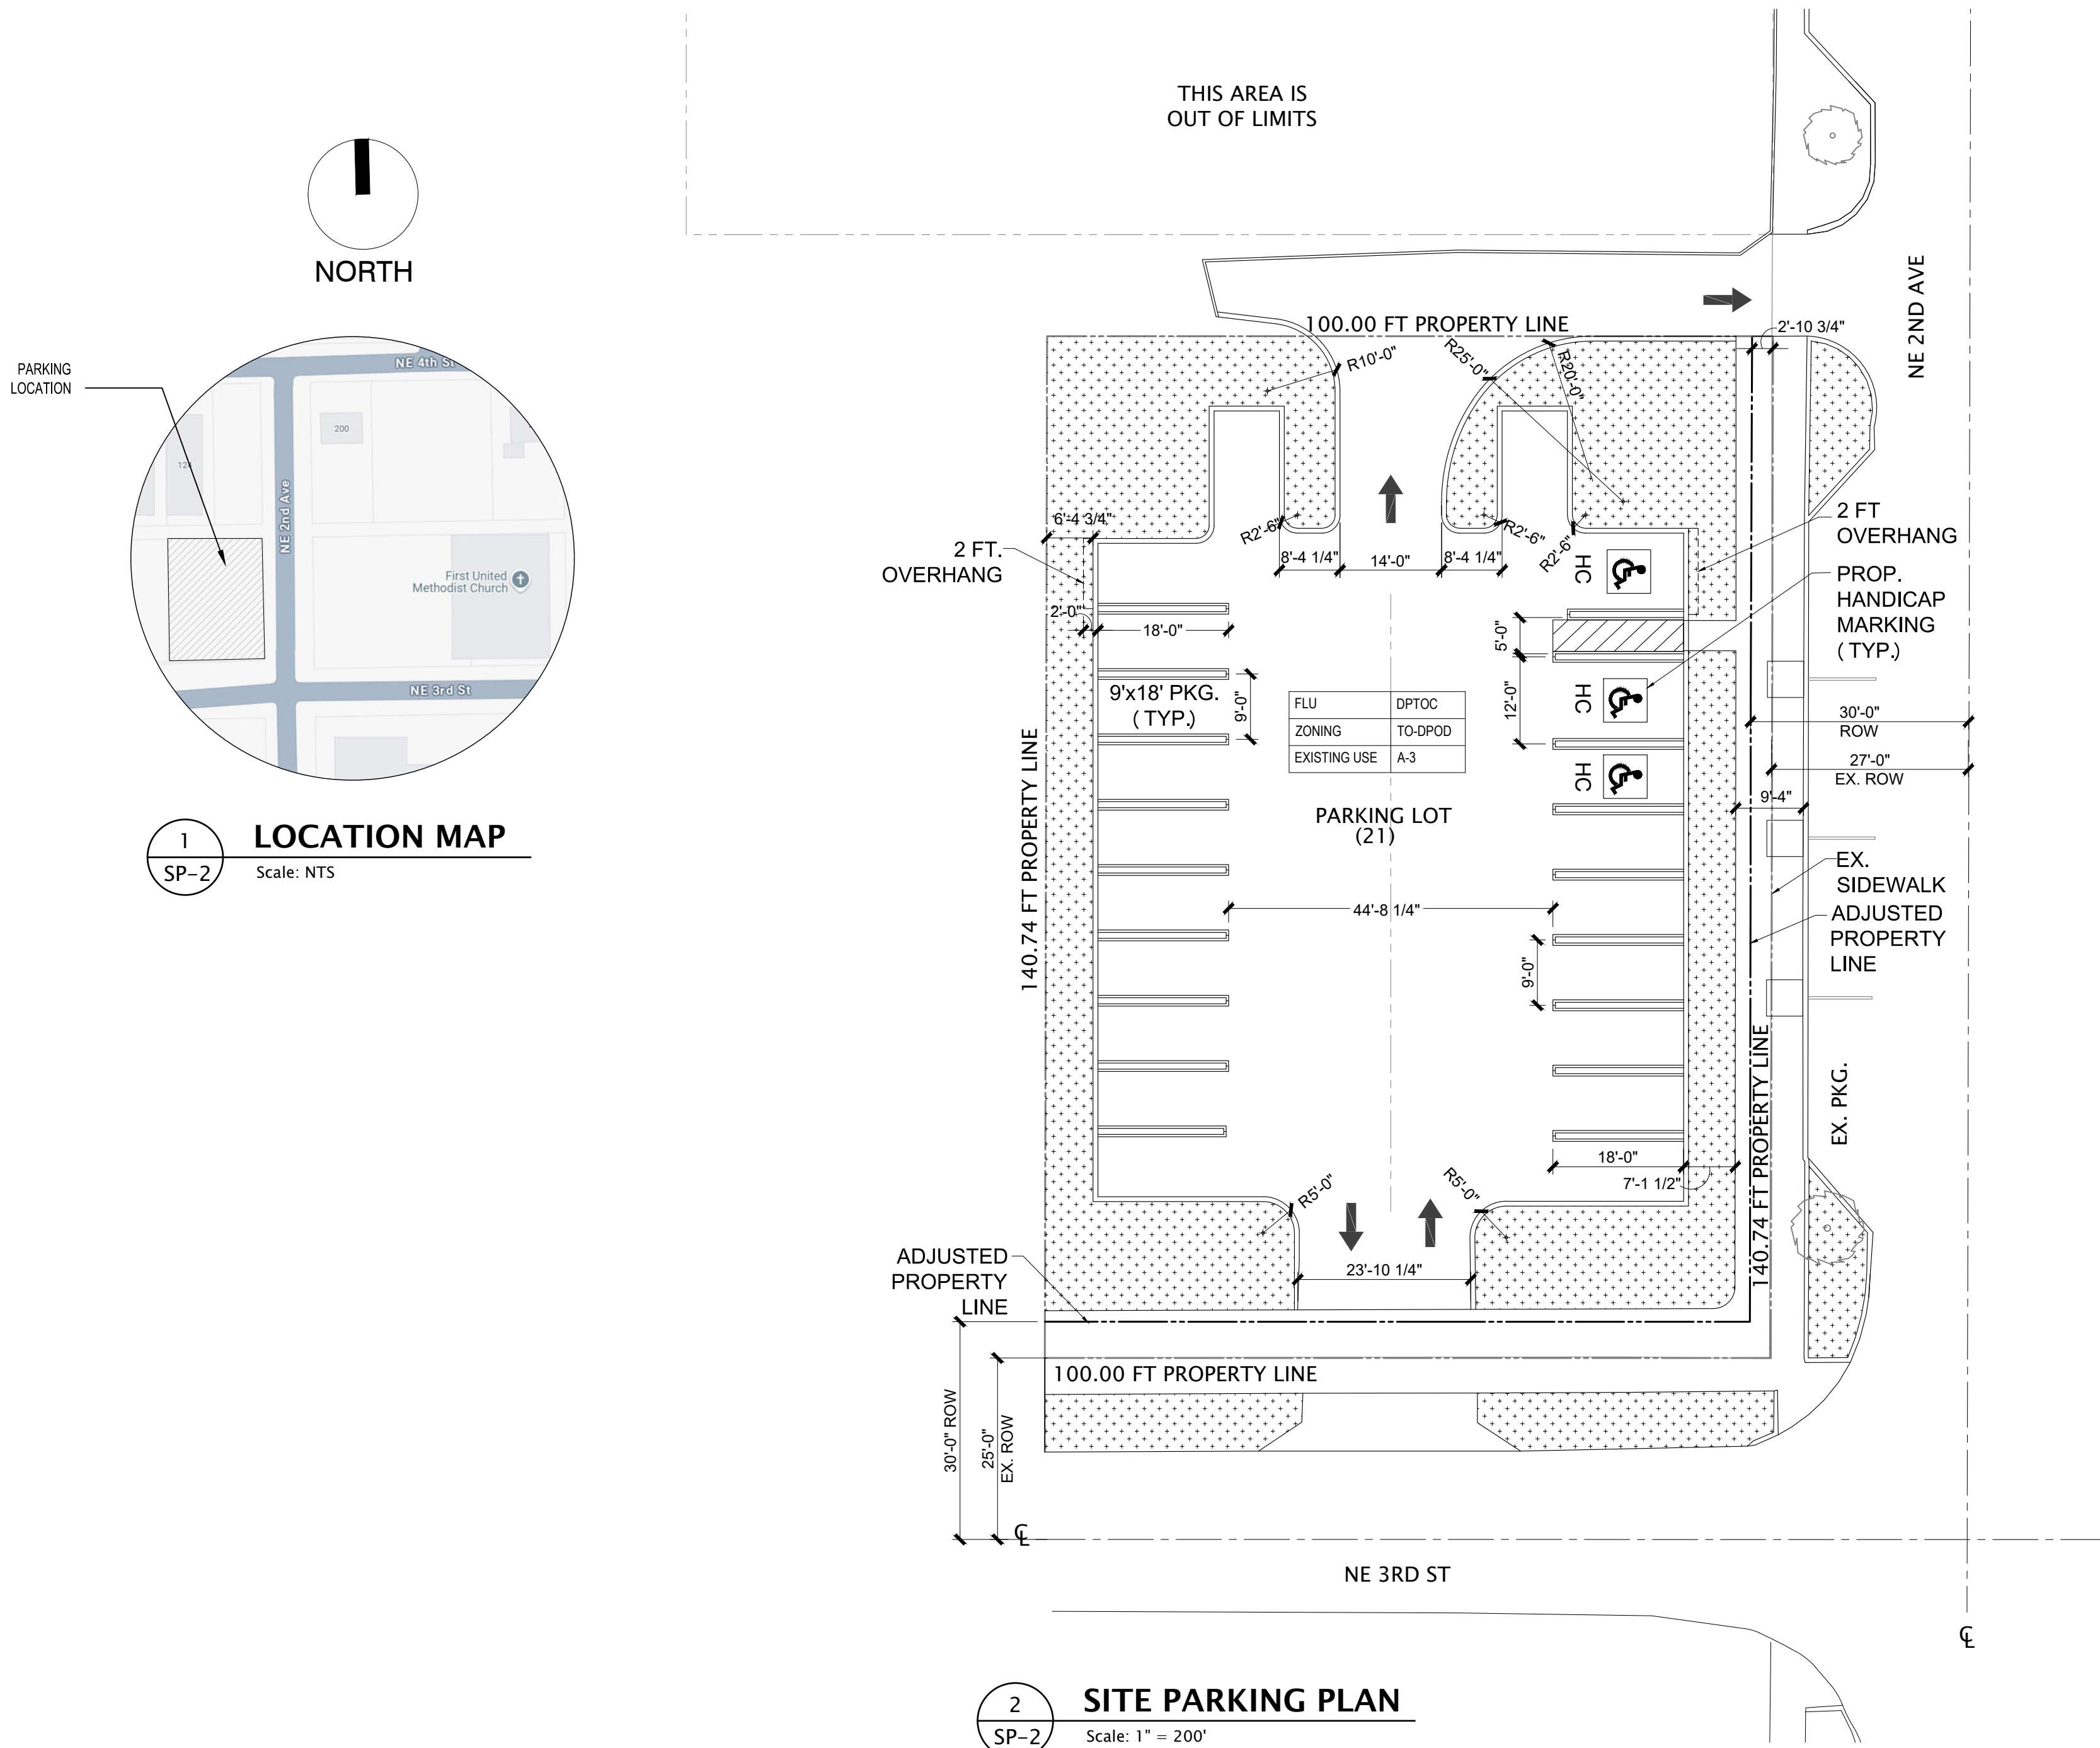 THIS AREA IS
OUT OF LIMITS
NORTH
NE 2ND AVE
100.00 FT PROPERTY LINE
2'-10 3/4"
PARKING
LOCATION
NE 4th St
200
124
NE 2nd Ave
First United
Methodist Church
NE 3rd St
1
SP-2
LOCATION MAP
Scale: NTS
R10'-0"
R25'-0"
R20'-0"
6'-4 3/4"
2 FT.
OVERHANG
R2'-6"
R2'-6"
R2'-6"
8'-4 1/4"
14'-0"
8'-4 1/4"
HC
2 FT
OVERHANG
PROP.
HANDICAP
MARKING
( TYP.)
2'-0"
18'-0"
5'-0"
9'x18' PKG.
( TYP.)
9'-0"
FLU DPTOC
ZONING TO-DPOD
EXISTING USE A-3
12'-0"
HC
HC
30'-0"
ROW
27'-0"
EX. ROW
9'-4"
PARKING LOT
(21)
140.74 FT PROPERTY LINE
EX.
SIDEWALK
ADJUSTED
PROPERTY
LINE
44'-8 1/4"
9'-0"
EX. PKG.
140.74 FT PROPERTY LINE
18'-0"
7'-1 1/2"
R5'-0"
R5'-0"
ADJUSTED
PROPERTY
LINE
23'-10 1/4"
100.00 FT PROPERTY LINE
30'-0" ROW
25'-0"
EX. ROW
℄
NE 3RD ST
℄
2
SP-2
SITE PARKING PLAN
Scale: 1" = 200'